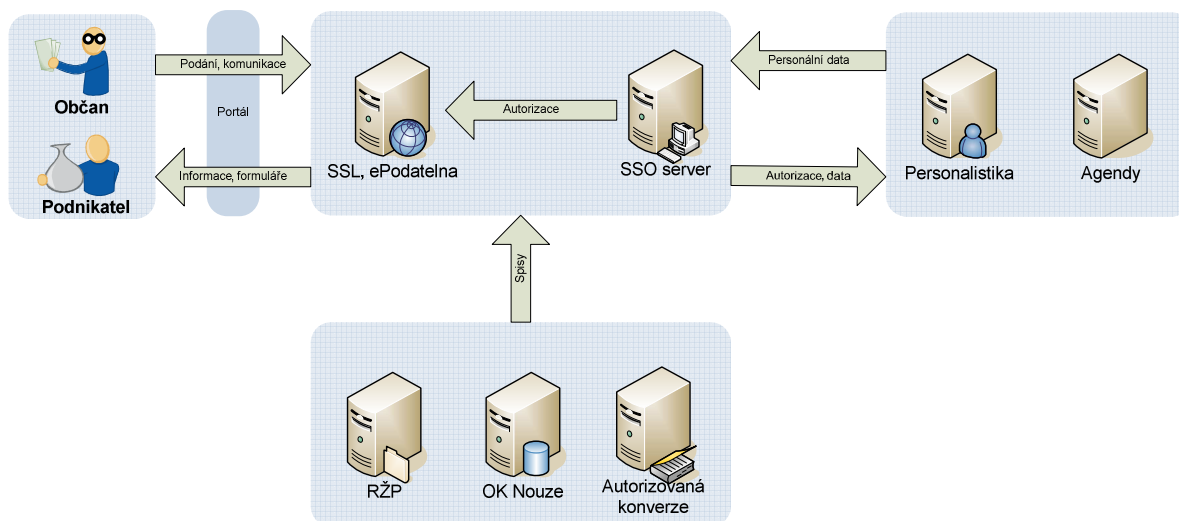 Občan
Podnikatel
Podání, komunikace
Portál
Informace, formuláře
SSL, ePodatelna
Autorizace
SSO server
Personální data
Autorizace, data
Personalistika
Agendy
Spisy
RŽP
OK Nouze
Autorizovaná
konverze